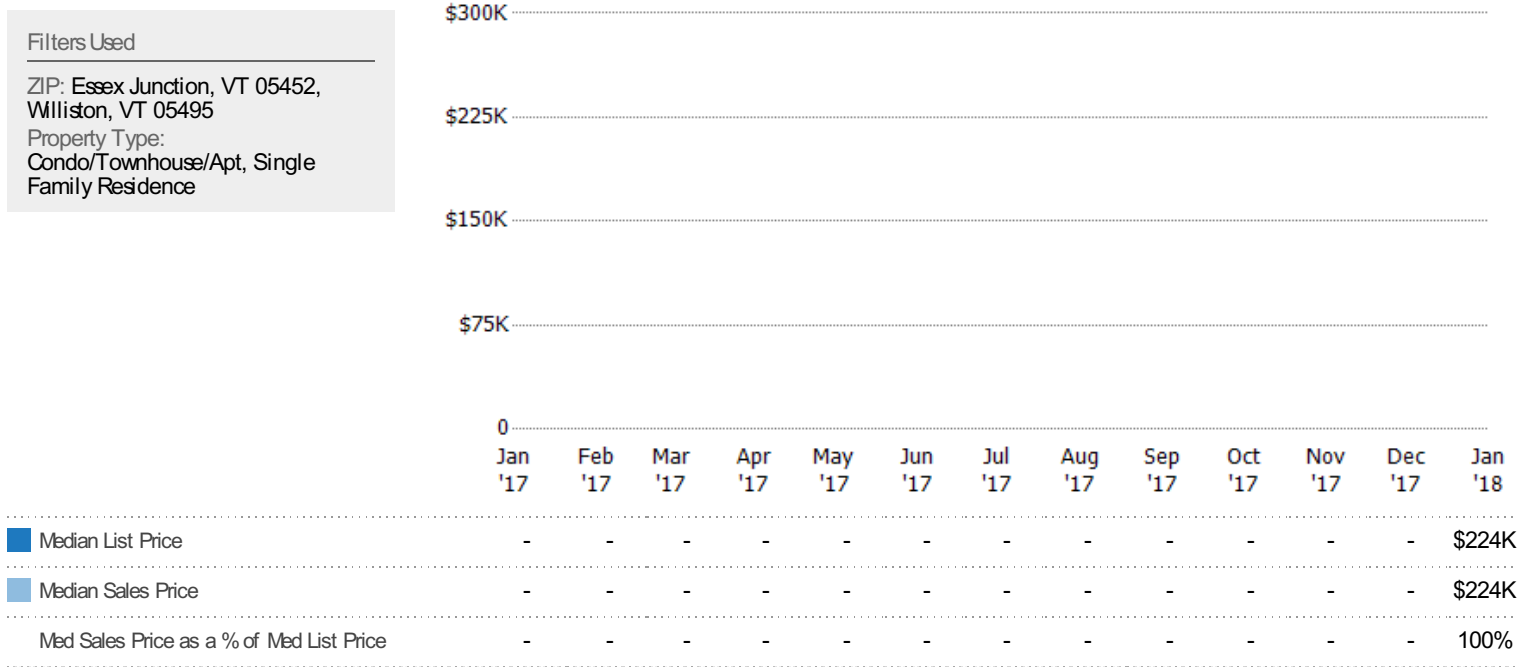 Filters Used
ZIP: Essex Junction, VT 05452,
Williston, VT 05495
Property Type:
Condo/Townhouse/Apt, Single
Family Residence
$300K
$225K
$150K
$75K
0
Jan Feb Mar Apr May Jun Jul Aug Sep Oct Nov Dec Jan
'17 '17 '17 '17 '17 '17 '17 '17 '17 '17 '17 '17 '18
Median List Price - - - - - - - - - - - - $224K
Median Sales Price - - - - - - - - - - - - $224K
Med Sales Price as a % of Med List Price - - - - - - - - - - - - 100%